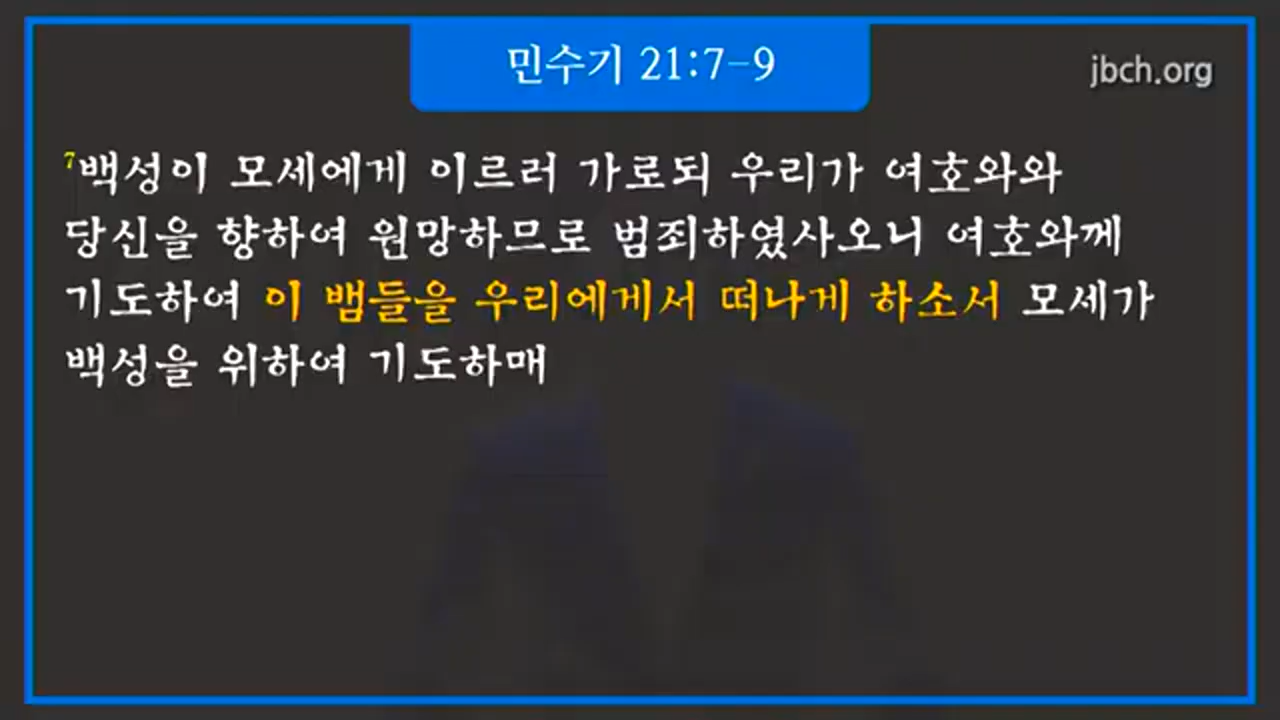 민수기 21:7-9
jbch.org
7백성이 모세에게 이르러 가로되 우리가 여호와와
당신을 향하여 원망하므로 범죄하였사오니 여호와께
기도하여 이 뱀들을 우리에게서 떠나게 하소서 모세가
백성을 위하여 기도하매